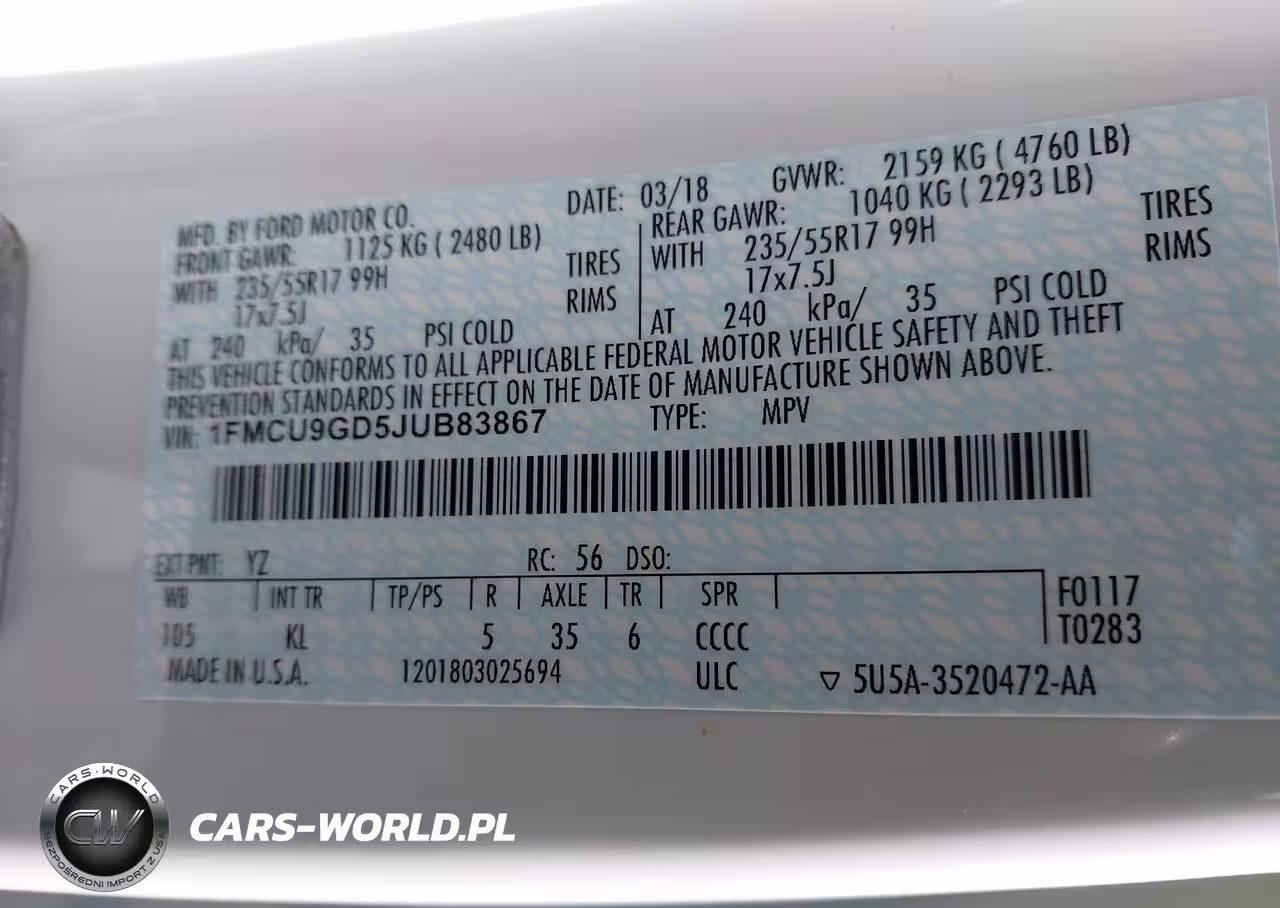 MFD. BY FORD MOTOR CO. DATE: 03/18 GVWR: 2159 KG ( 4760 LB)
FRONT GAWR: 1125 KG ( 2480 LB) REAR GAWR: 1040 KG ( 2293 LB)
WITH 235/55R17 99H TIRES WITH 235/55R17 99H TIRES
17x7.5J RIMS 17x7.5J RIMS
AT 240 kPa/ 35 PSI COLD AT 240 kPa/ 35 PSI COLD
THIS VEHICLE CONFORMS TO ALL APPLICABLE FEDERAL MOTOR VEHICLE SAFETY AND THEFT
PREVENTION STANDARDS IN EFFECT ON THE DATE OF MANUFACTURE SHOWN ABOVE.
VIN: 1FMCU9GD5JUB83867 TYPE: MPV
EXT PNT: YZ RC: 56 DSO:
WB INT TR TP/PS R AXLE TR SPR F0117
105 KL 5 35 6 CCCC T0283
MADE IN U.S.A. 1201803025694 ULC ▽ 5U5A-3520472-AA
CARS-WORLD
CW
BEZPOŚREDNI IMPORT Z USA
CARS-WORLD.PL